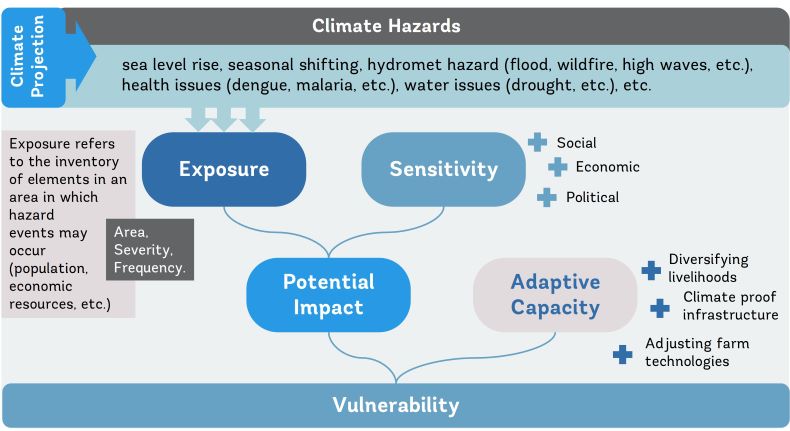 Climate
Projection
Climate Hazards
sea level rise, seasonal shifting, hydromet hazard (flood, wildfire, high waves, etc.),
health issues (dengue, malaria, etc.), water issues (drought, etc.), etc.
Exposure refers
to the inventory
of elements in an
area in which
hazard
events may
occur
(population,
economic
resources, etc.)
Area,
Severity,
Frequency.
Exposure
Sensitivity
Social
Economic
Political
Potential
Impact
Adaptive
Capacity
Diversifying
livelihoods
Climate proof
infrastructure
Adjusting farm
technologies
Vulnerability